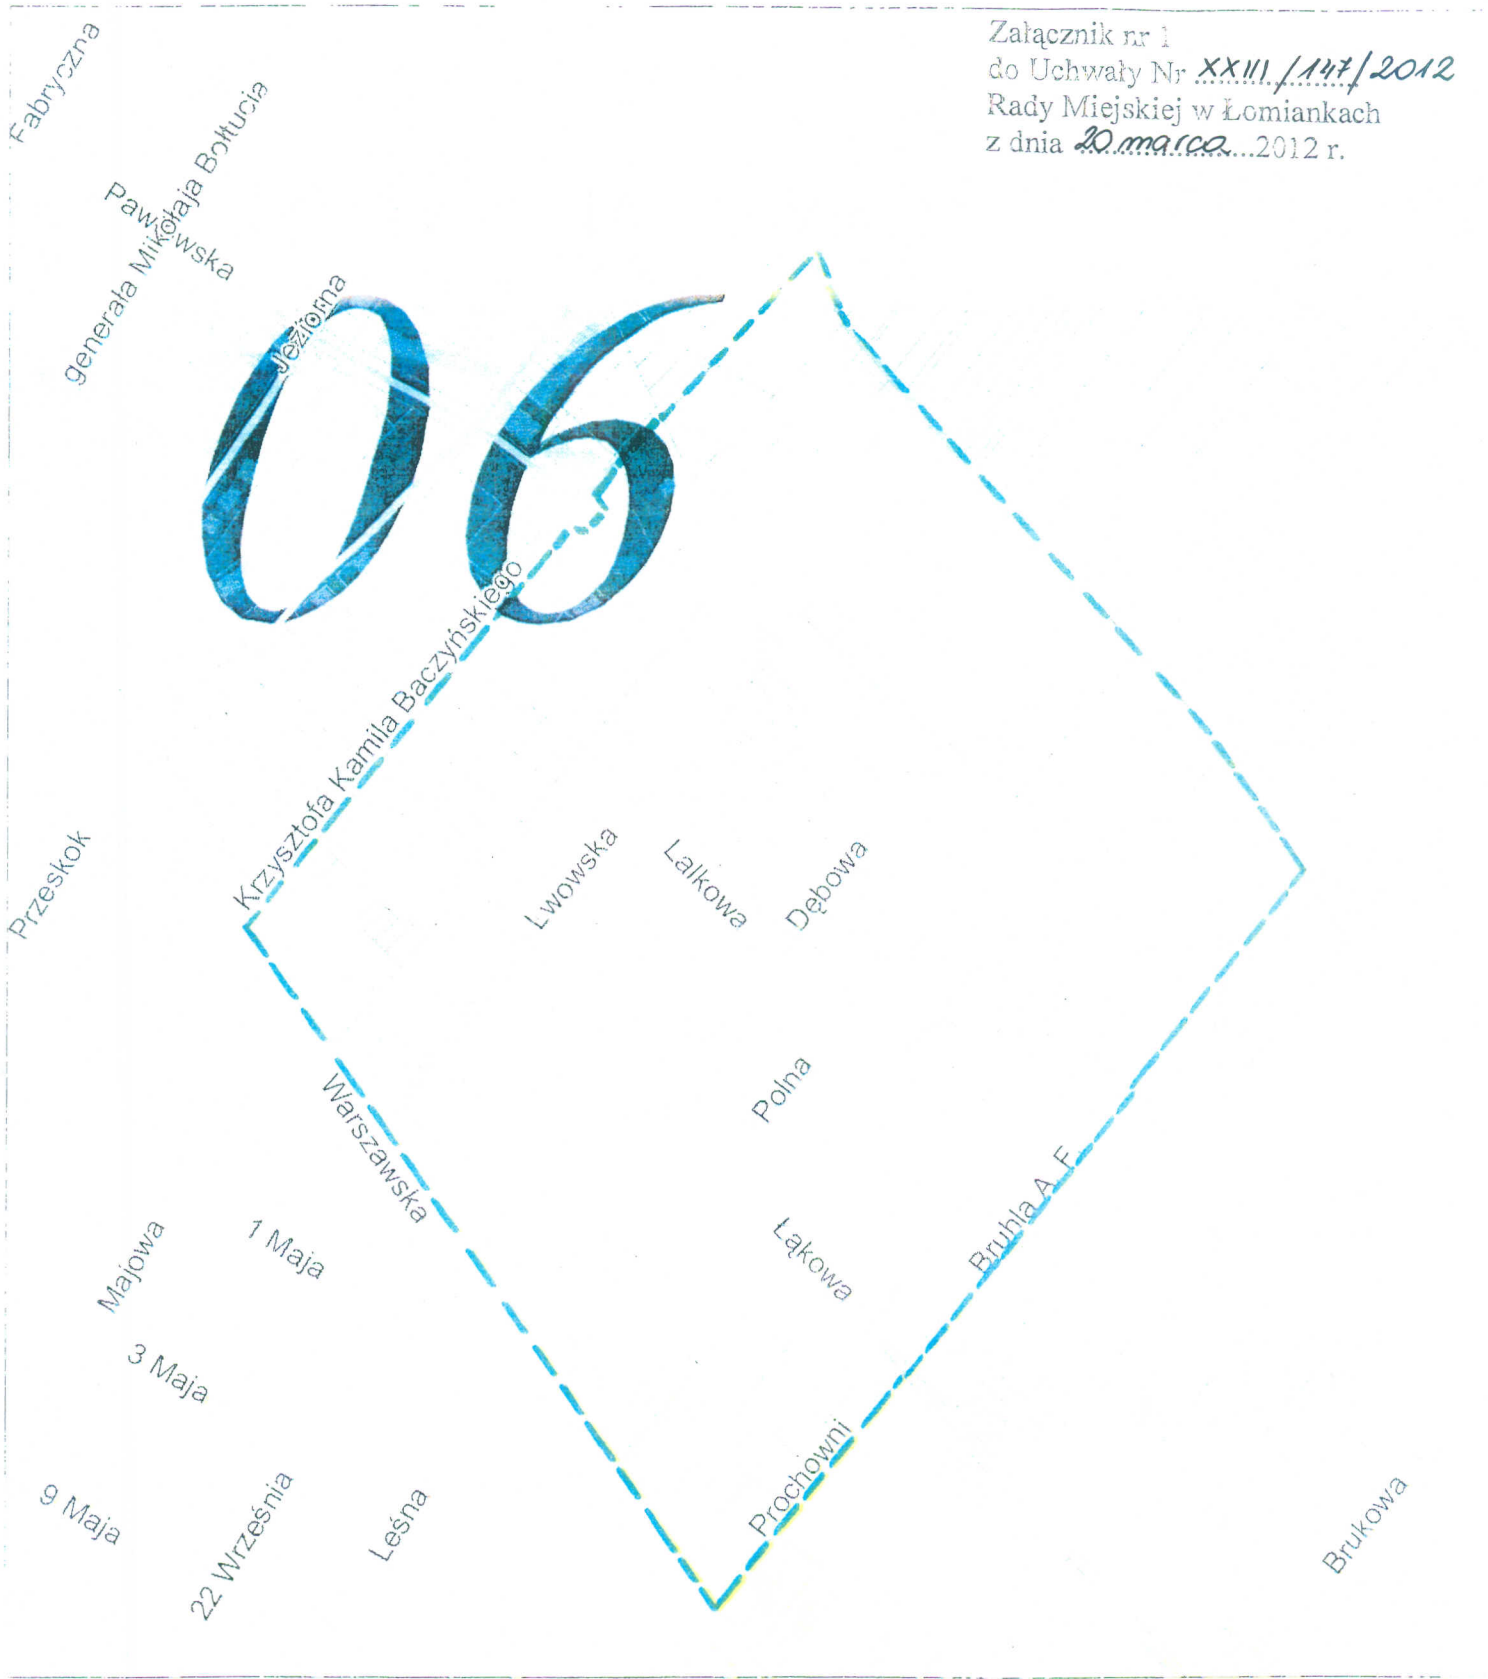 Załącznik nr 1
do Uchwały Nr XXIII/147/2012
Rady Miejskiej w Łomiankach
z dnia 20 marca 2012 r.
Fabryczna
generała Mikołaja Bołtucia
Pawłowska
Jeziorna
06
Krzysztofa Kamila Baczyńskiego
Przeskok
Lwowska
Lalkowa
Dębowa
Polna
Warszawska
Bruhla A. F.
Łąkowa
Majowa
1 Maja
3 Maja
Prochowni
9 Maja
22 Września
Leśna
Brukowa